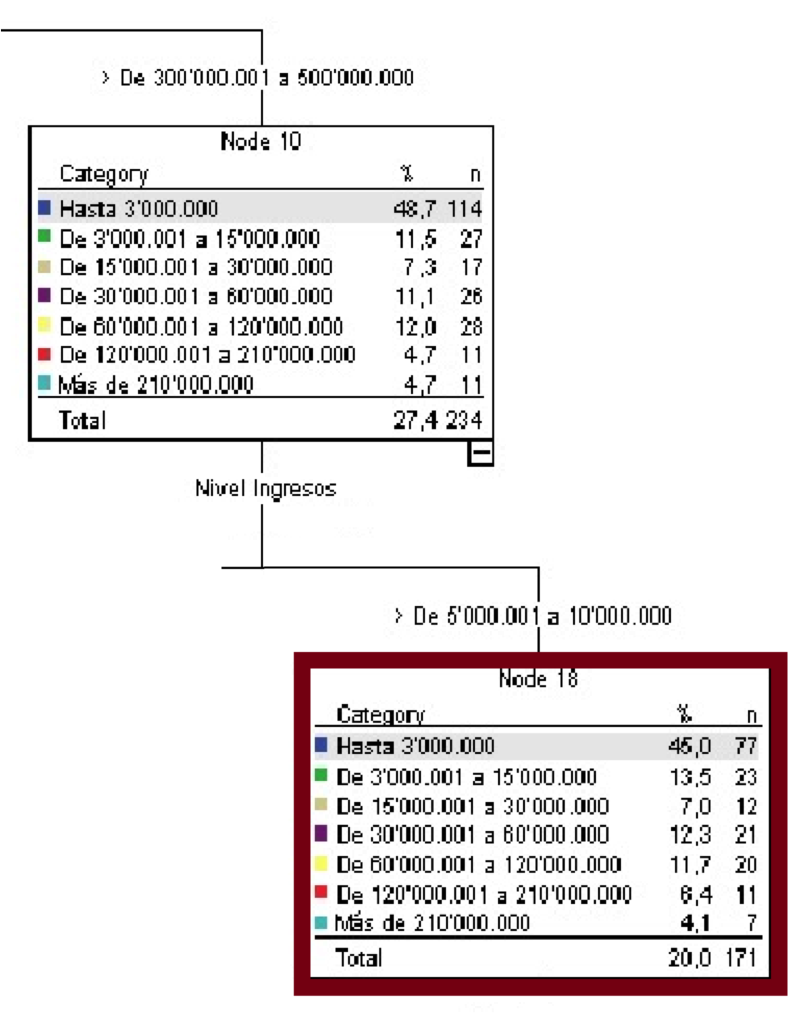 > De 300'000.001 a 500'000.000
Node 10
Category % n
Hasta 3'000.000 48,7 114
De 3'000.001 a 15'000.000 11,5 27
De 15'000.001 a 30'000.000 7,3 17
De 30'000.001 a 60'000.000 11,1 26
De 60'000.001 a 120'000.000 12,0 28
De 120'000.001 a 210'000.000 4,7 11
Más de 210'000.000 4,7 11
Total 27,4 234
Nivel Ingresos
> De 5'000.001 a 10'000.000
Node 18
Category % n
Hasta 3'000.000 45,0 77
De 3'000.001 a 15'000.000 13,5 23
De 15'000.001 a 30'000.000 7,0 12
De 30'000.001 a 60'000.000 12,3 21
De 60'000.001 a 120'000.000 11,7 20
De 120'000.001 a 210'000.000 6,4 11
Más de 210'000.000 4,1 7
Total 20,0 171